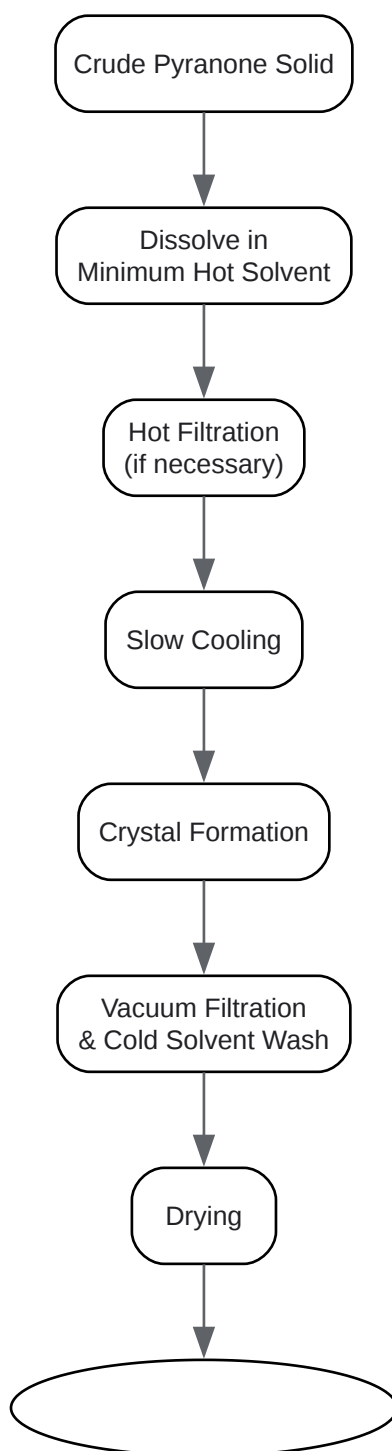 Crude Pyranone Solid
Dissolve in
Minimum Hot Solvent
Hot Filtration
(if necessary)
Slow Cooling
Crystal Formation
Vacuum Filtration
& Cold Solvent Wash
Drying